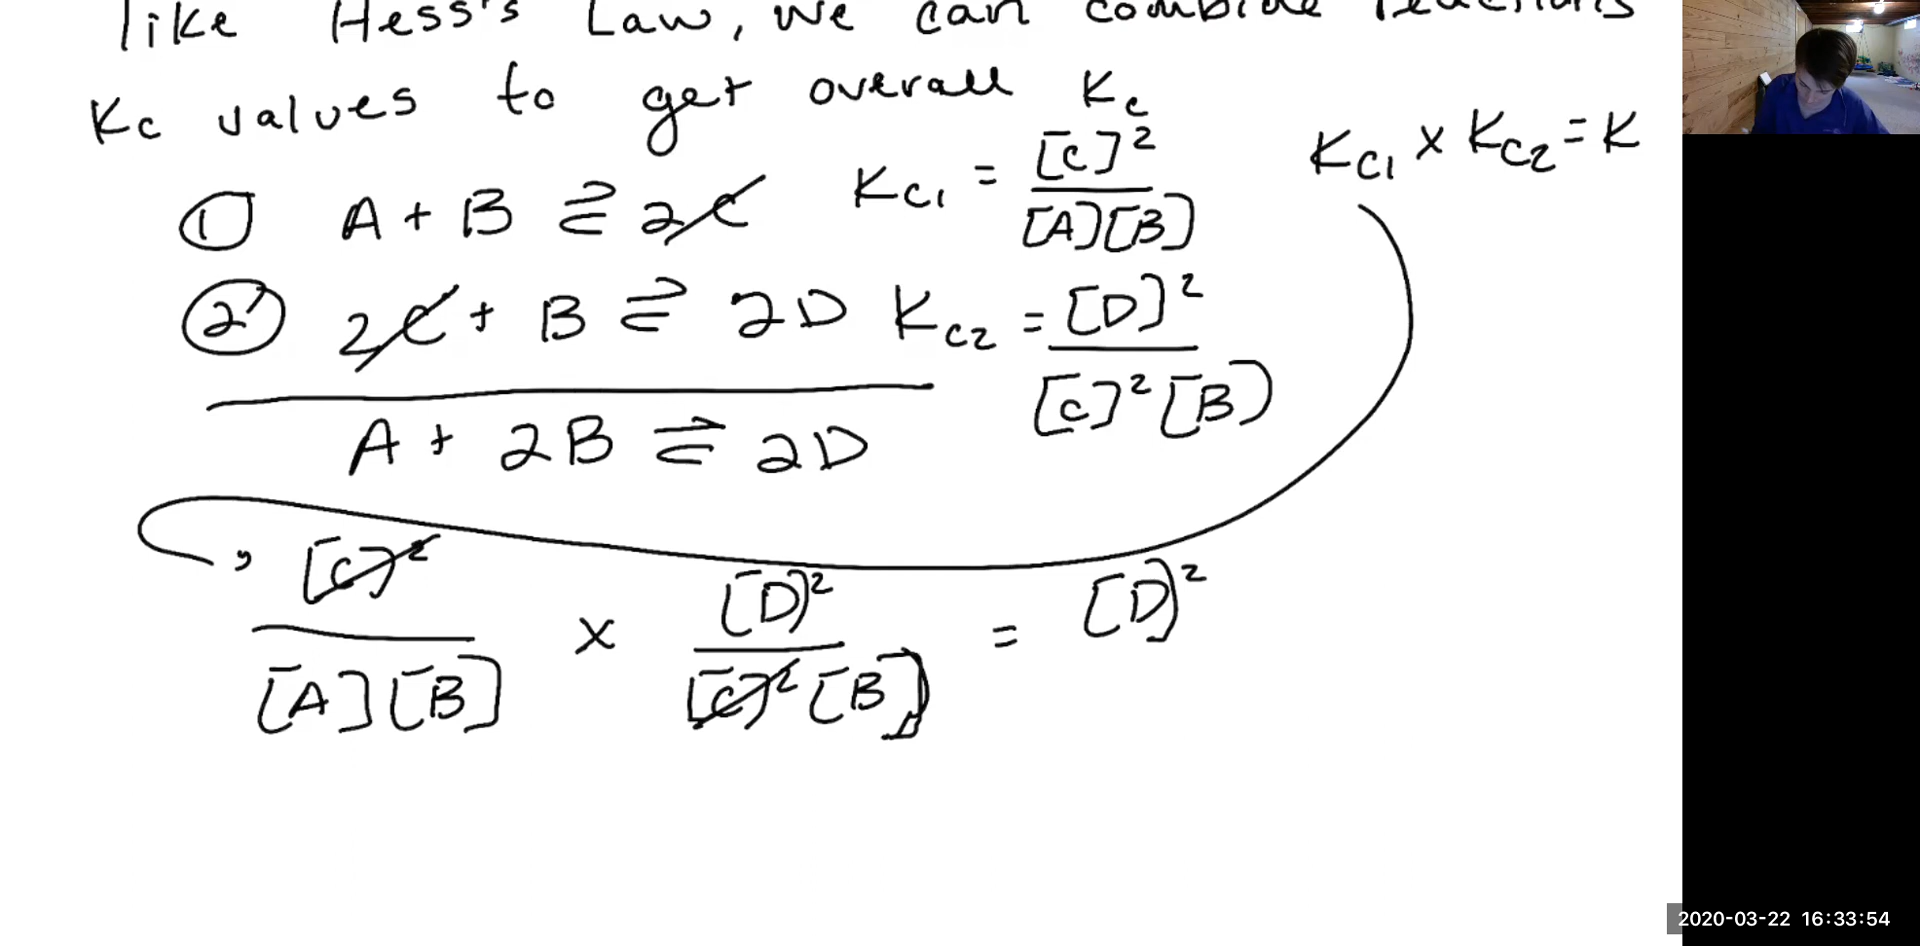 like Hess's Law, we can combine reactions
Kc values to get overall Kc
Kc1 × Kc2 = K
① A + B ⇌ 2C Kc1 = [C]² / [A][B]
② 2C + B ⇌ 2D Kc2 = [D]² / [C]²[B]
A + 2B ⇌ 2D
[C]² / [A][B] × [D]² / [C]²[B] = [D]²
2020-03-22 16:33:54